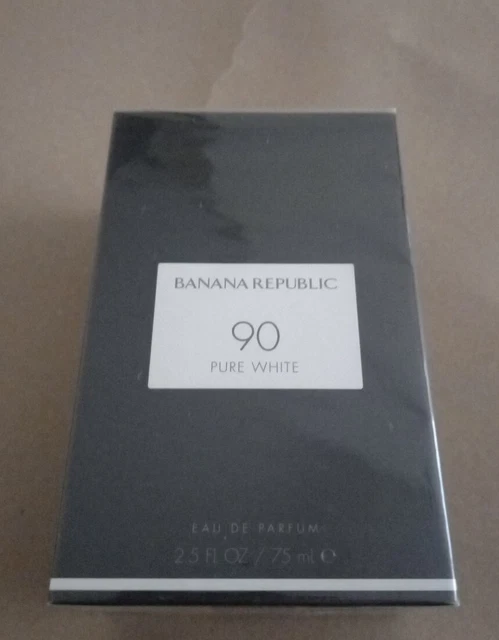 BANANA REPUBLIC
90
PURE WHITE
EAU DE PARFUM
2.5 FL OZ / 75 ml ℮